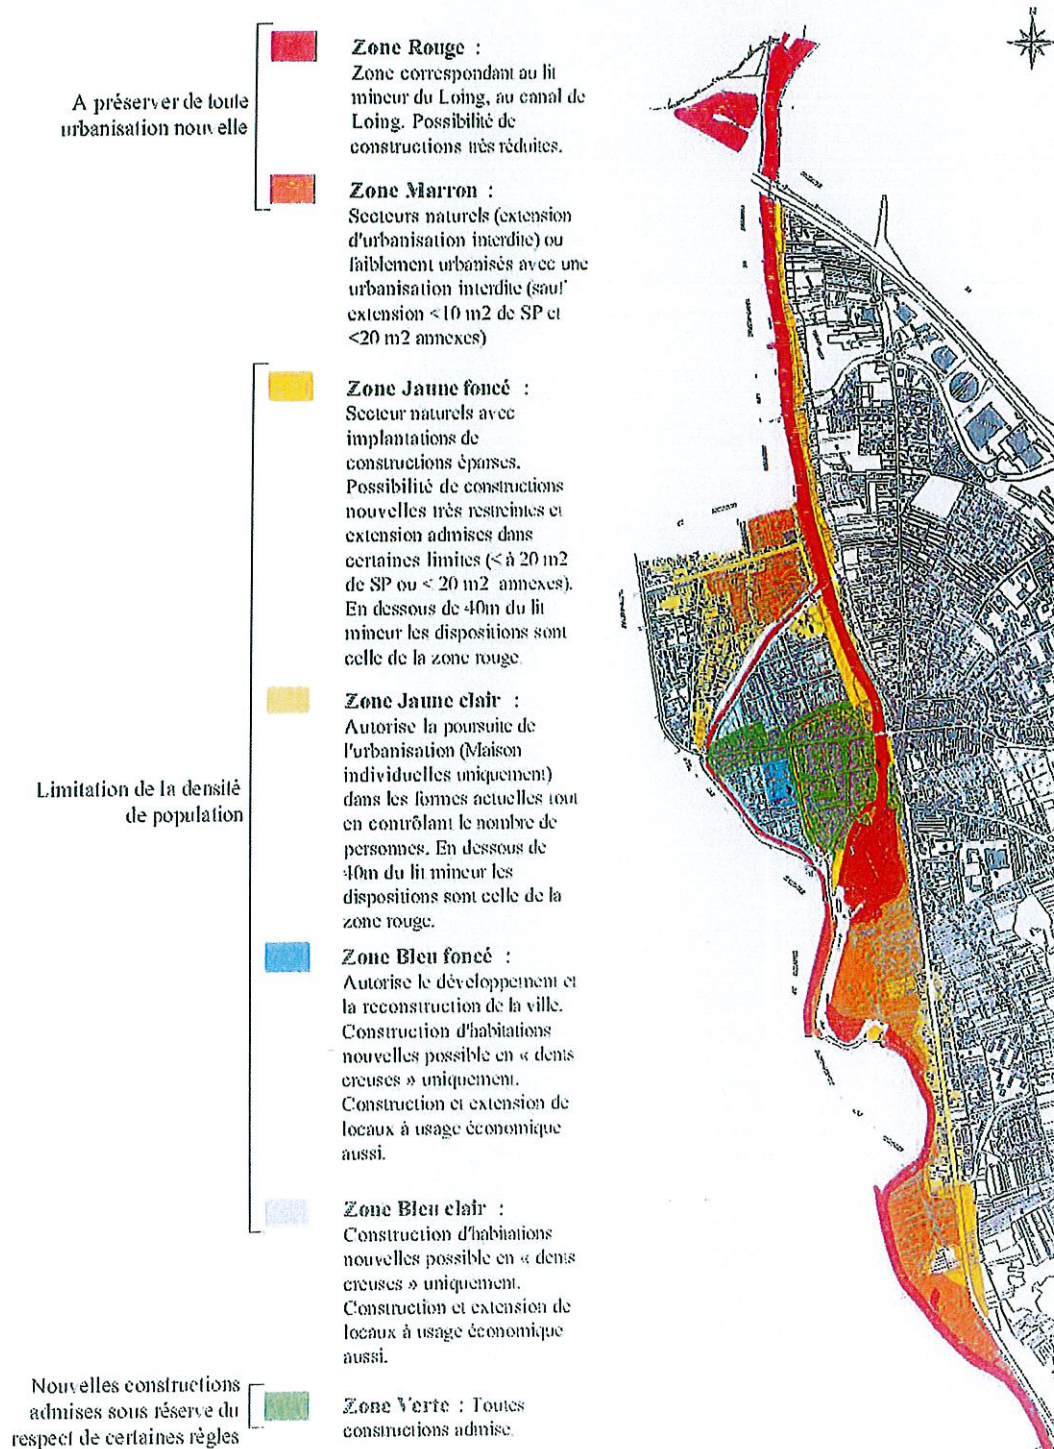 N
A préserver de toute
urbanisation nouvelle
Zone Rouge :
Zone correspondant au lit
mineur du Loing, au canal de
Loing. Possibilité de
constructions très réduites.
Zone Marron :
Secteurs naturels (extension
d'urbanisation interdite) ou
faiblement urbanisés avec une
urbanisation interdite (sauf
extension <10 m2 de SP et
<20 m2 annexes)
Limitation de la densité
de population
Zone Jaune foncé :
Secteur naturels avec
implantations de
constructions éparses.
Possibilité de constructions
nouvelles très restreintes et
extension admises dans
certaines limites (< à 20 m2
de SP ou < 20 m2 annexes).
En dessous de 40m du lit
mineur les dispositions sont
celle de la zone rouge.
Zone Jaune clair :
Autorise la poursuite de
l'urbanisation (Maison
individuelles uniquement)
dans les formes actuelles tout
en contrôlant le nombre de
personnes. En dessous de
40m du lit mineur les
dispositions sont celle de la
zone rouge.
Zone Bleu foncé :
Autorise le développement et
la reconstruction de la ville.
Construction d'habitations
nouvelles possible en « dents
creuses » uniquement.
Construction et extension de
locaux à usage économique
aussi.
Zone Bleu clair :
Construction d'habitations
nouvelles possible en « dents
creuses » uniquement.
Construction et extension de
locaux à usage économique
aussi.
Nouvelles constructions
admises sous réserve du
respect de certaines règles
Zone Verte : Toutes
constructions admise.